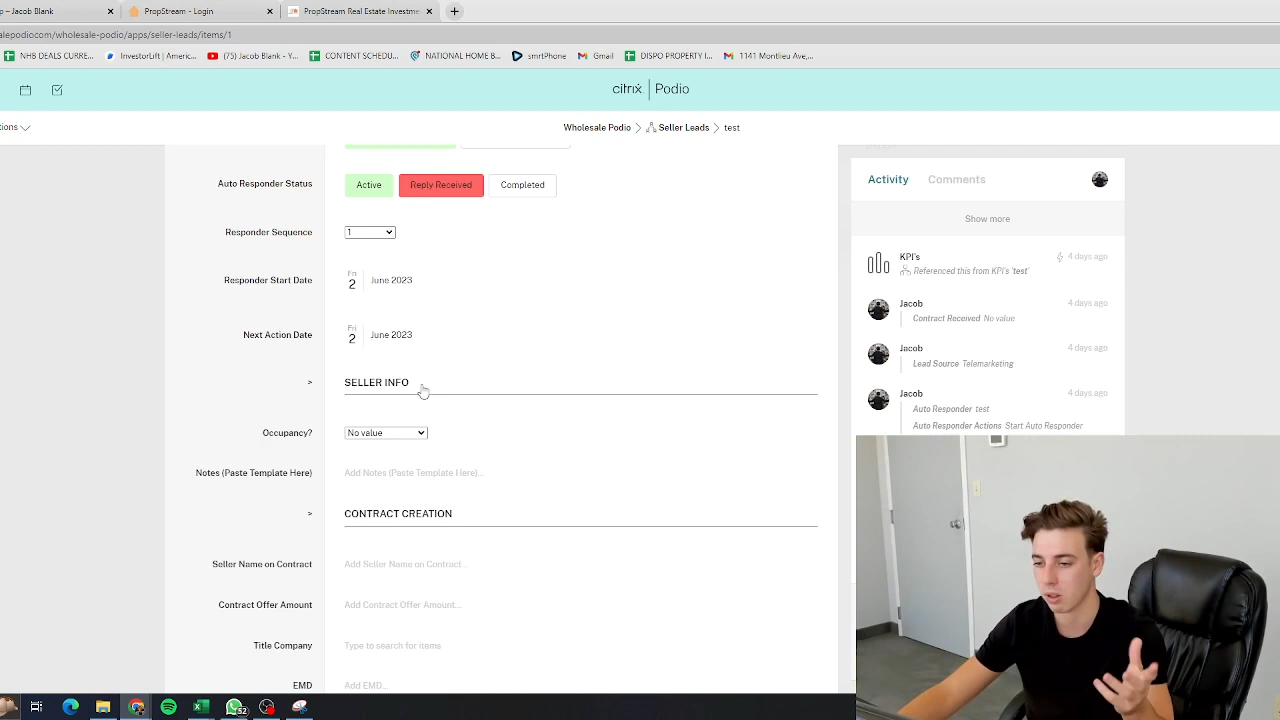 p – Jacob Blank
PropStream - Login
PropStream Real Estate Investme
alepodio.com/wholesale-podio/apps/seller-leads/items/1
NHB DEALS CURRE...
InvestorLift | Americ...
(75) Jacob Blank - Y...
CONTENT SCHEDUL...
NATIONAL HOME B...
smrtPhone
Gmail
DISPO PROPERTY I...
1141 Montlieu Ave,...
citrix | Podio
ions
Wholesale Podio > Seller Leads > test
Auto Responder Status
Active
Reply Received
Completed
Responder Sequence
1
Responder Start Date
Fri
2
June 2023
Next Action Date
Fri
2
June 2023
>
SELLER INFO
Occupancy?
No value
Notes (Paste Template Here)
Add Notes (Paste Template Here)...
>
CONTRACT CREATION
Seller Name on Contract
Add Seller Name on Contract...
Contract Offer Amount
Add Contract Offer Amount...
Title Company
Type to search for items
EMD
Add EMD...
Activity
Comments
Show more
KPI's
4 days ago
Referenced this from KPI's 'test'
Jacob
4 days ago
Contract Received No value
Jacob
4 days ago
Lead Source Telemarketing
Jacob
4 days ago
Auto Responder test
Auto Responder Actions Start Auto Responder